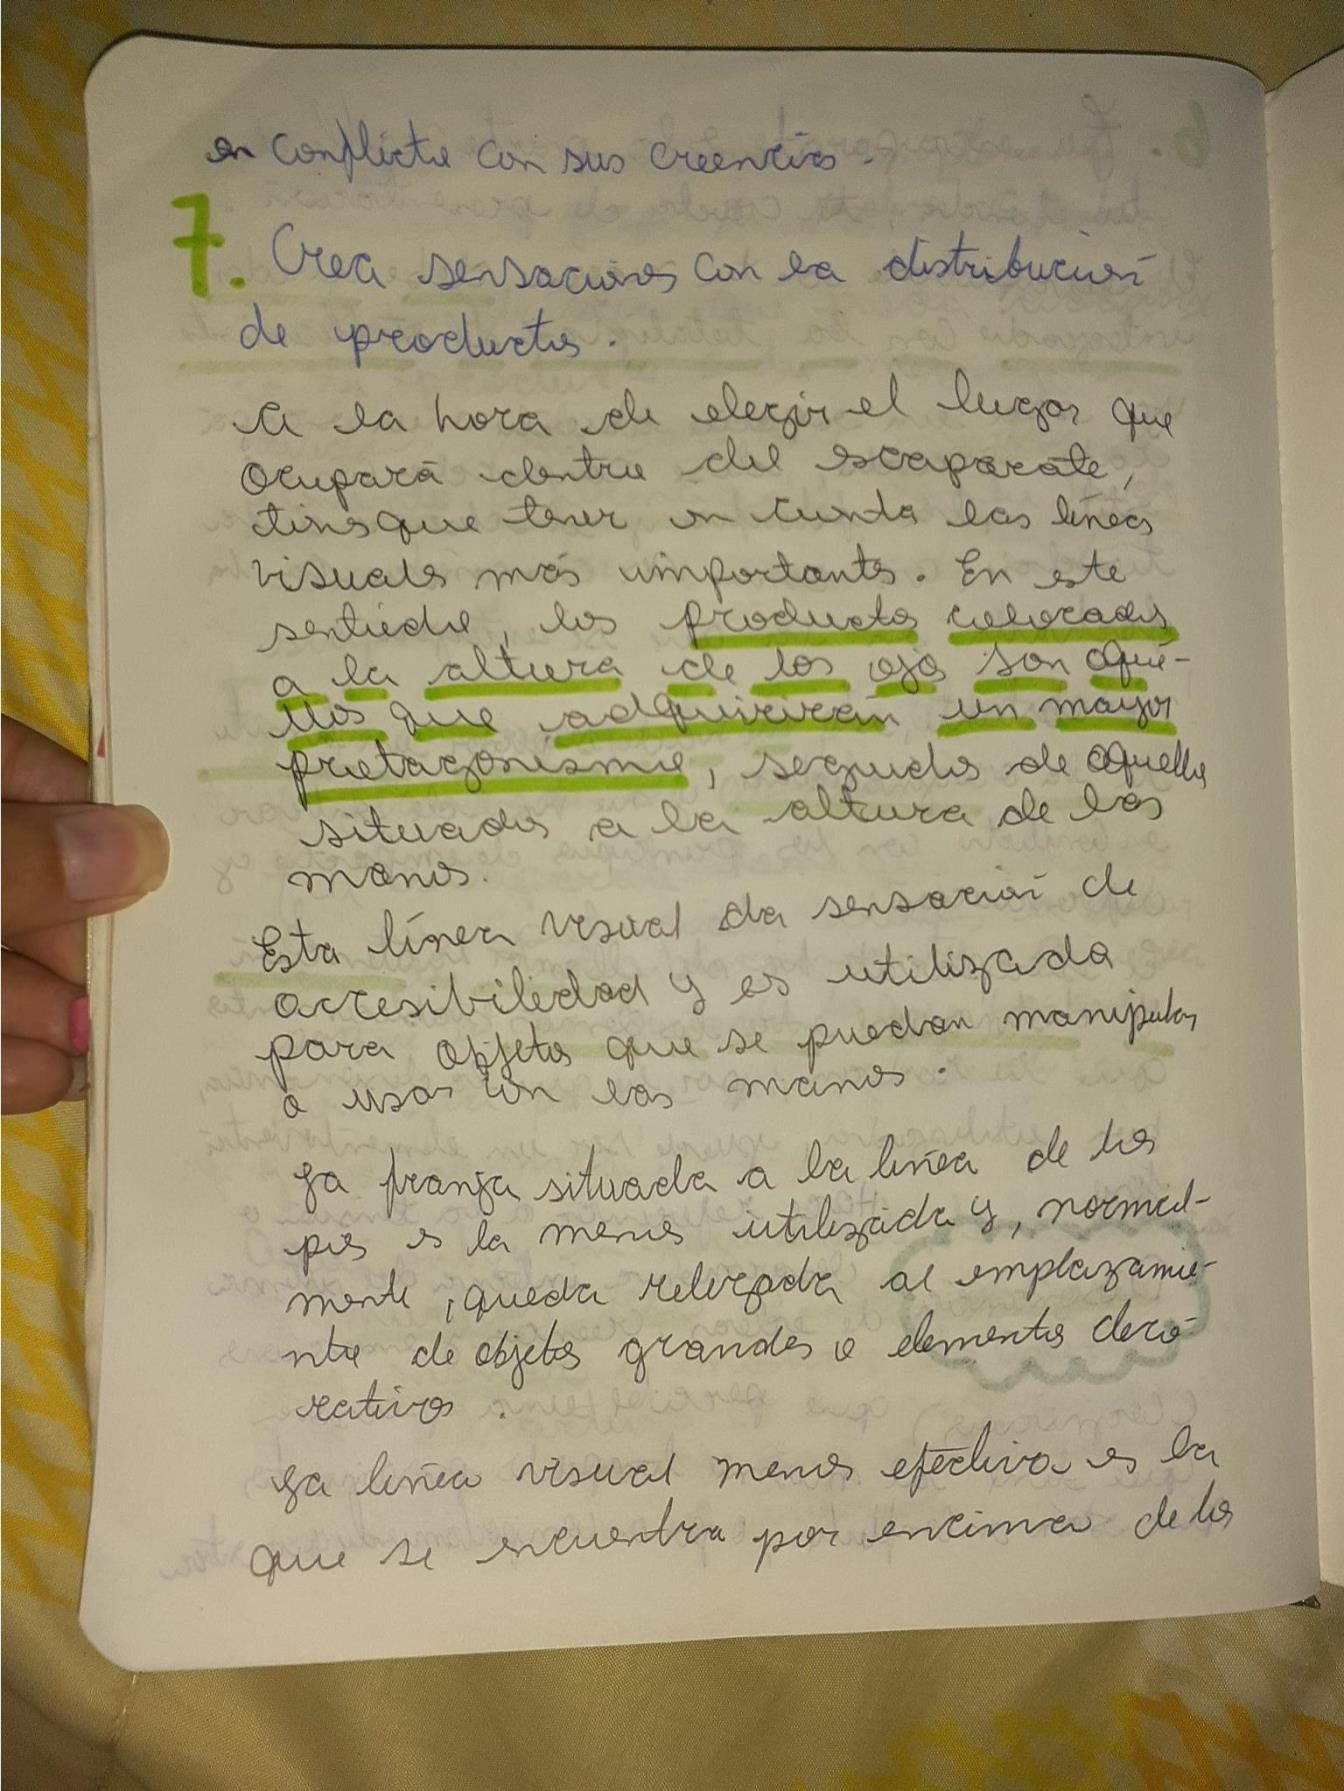 en conflicto con sus creencias.
7. Crea sensaciones con la distribución
de productos.
A la hora de elegir el lugar que
ocupará dentro del escaparate,
tienes que tener en cuenta las líneas
visuales más importantes. En este
sentido, los productos colocados
a la altura de los ojos son aque-
llos que adquirirán un mayor
protagonismo, seguidos de aquellos
situados a la altura de las
manos.
Esta línea visual da sensación de
accesibilidad y es utilizada
para objetos que se puedan manipular
o usar con las manos.
La franja situada a la línea de los
pies es la menos utilizada y, normal-
mente, queda relegada al emplazamie-
nto de objetos grandes o elementos deco-
rativos.
La línea visual menos efectiva es la
que se encuentra por encima de los